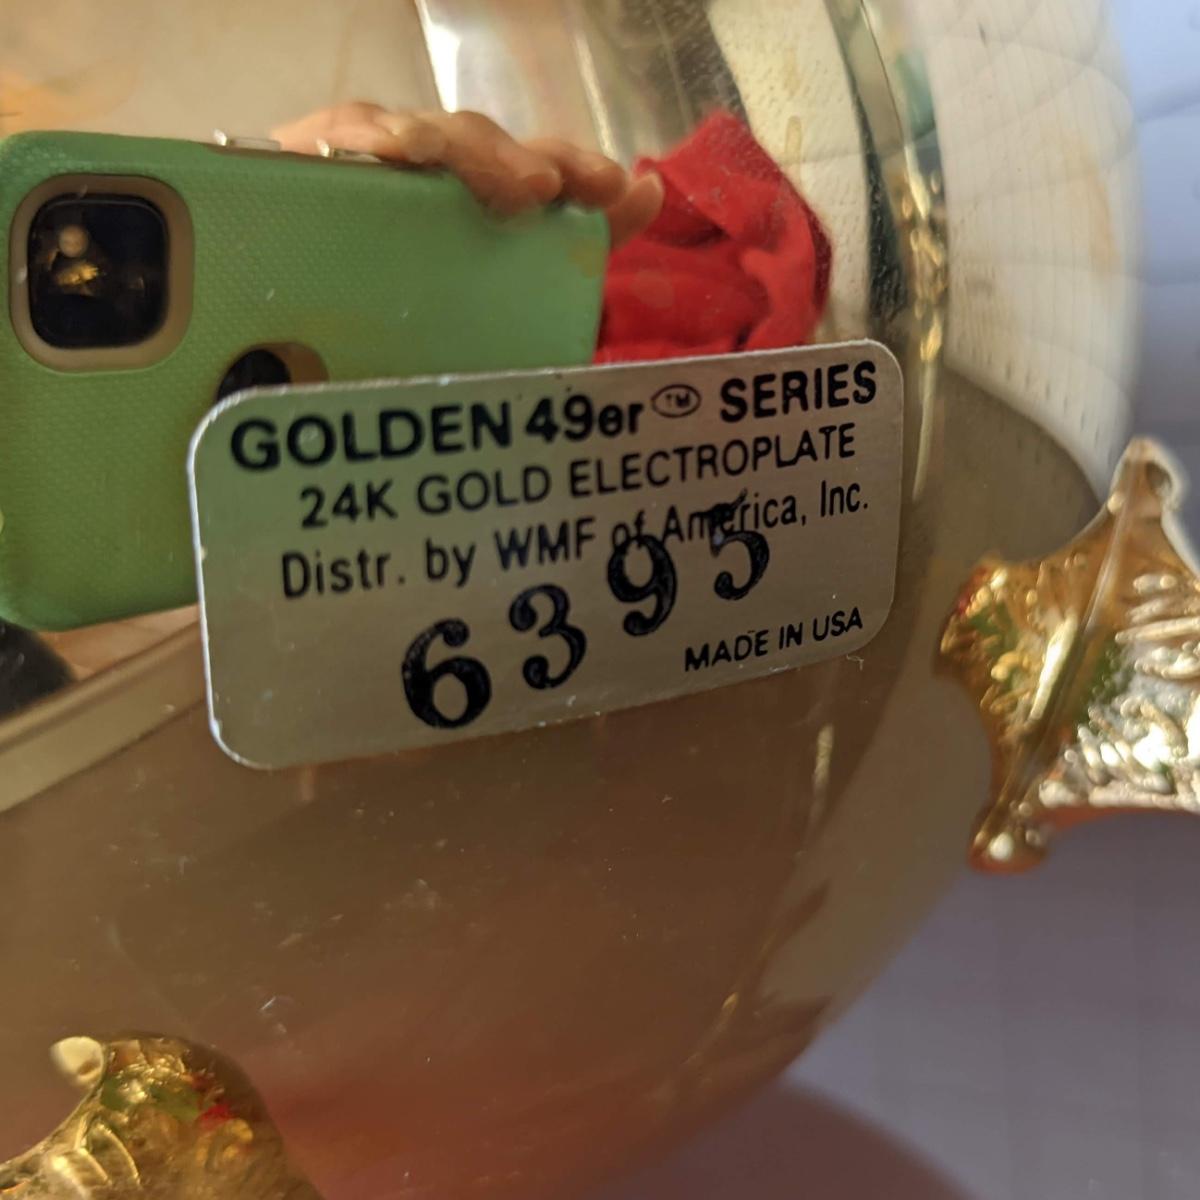 GOLDEN 49er ™ SERIES
24K GOLD ELECTROPLATE
Distr. by WMF of America, Inc.
6395
MADE IN USA